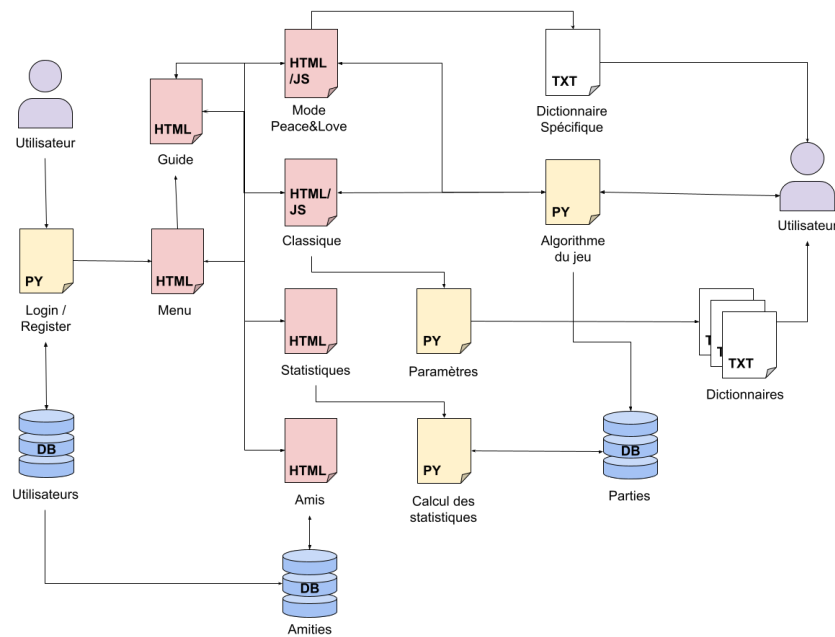 HTML
/JS
Mode
Peace&Love
TXT
Dictionnaire
Spécifique
Utilisateur
HTML
Guide
HTML/
JS
Classique
PY
Algorithme
du jeu
Utilisateur
PY
Login /
Register
HTML
Menu
HTML
Statistiques
PY
Paramètres
T
T
TXT
Dictionnaires
DB
Utilisateurs
HTML
Amis
PY
Calcul des
statistiques
DB
Parties
DB
Amities